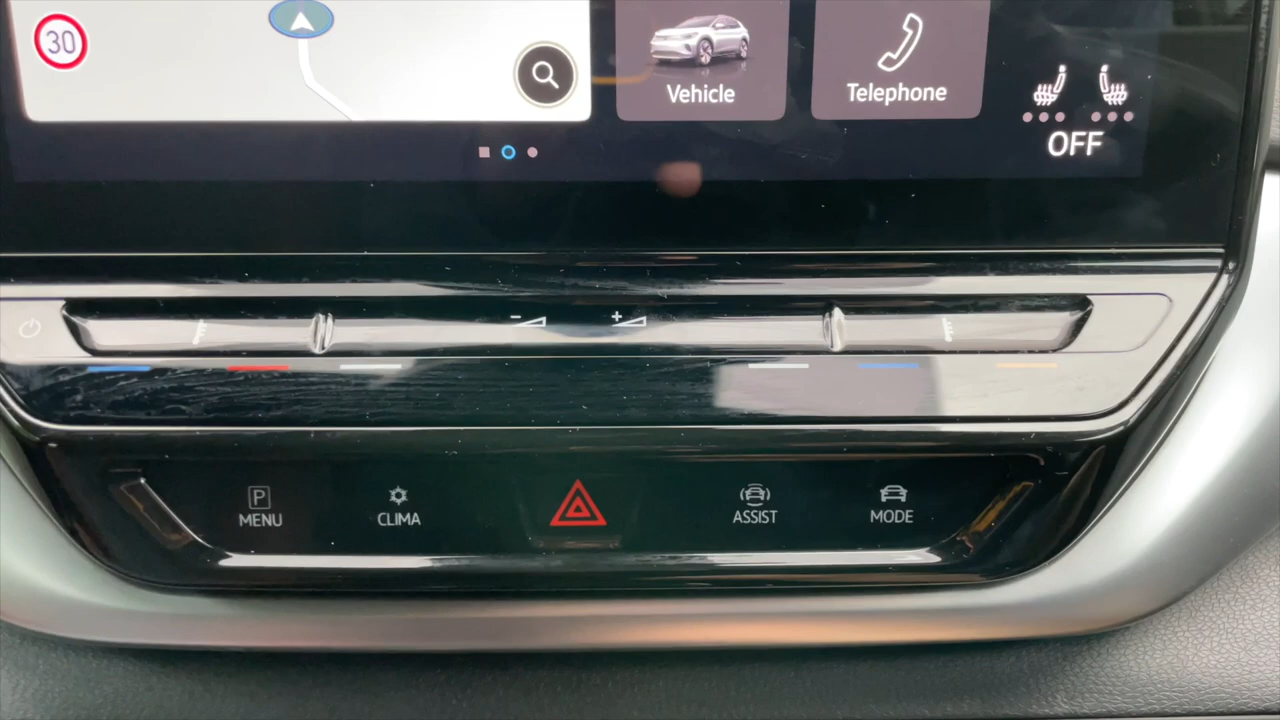 30
Vehicle
Telephone
OFF
- +
P
MENU
CLIMA
ASSIST
MODE